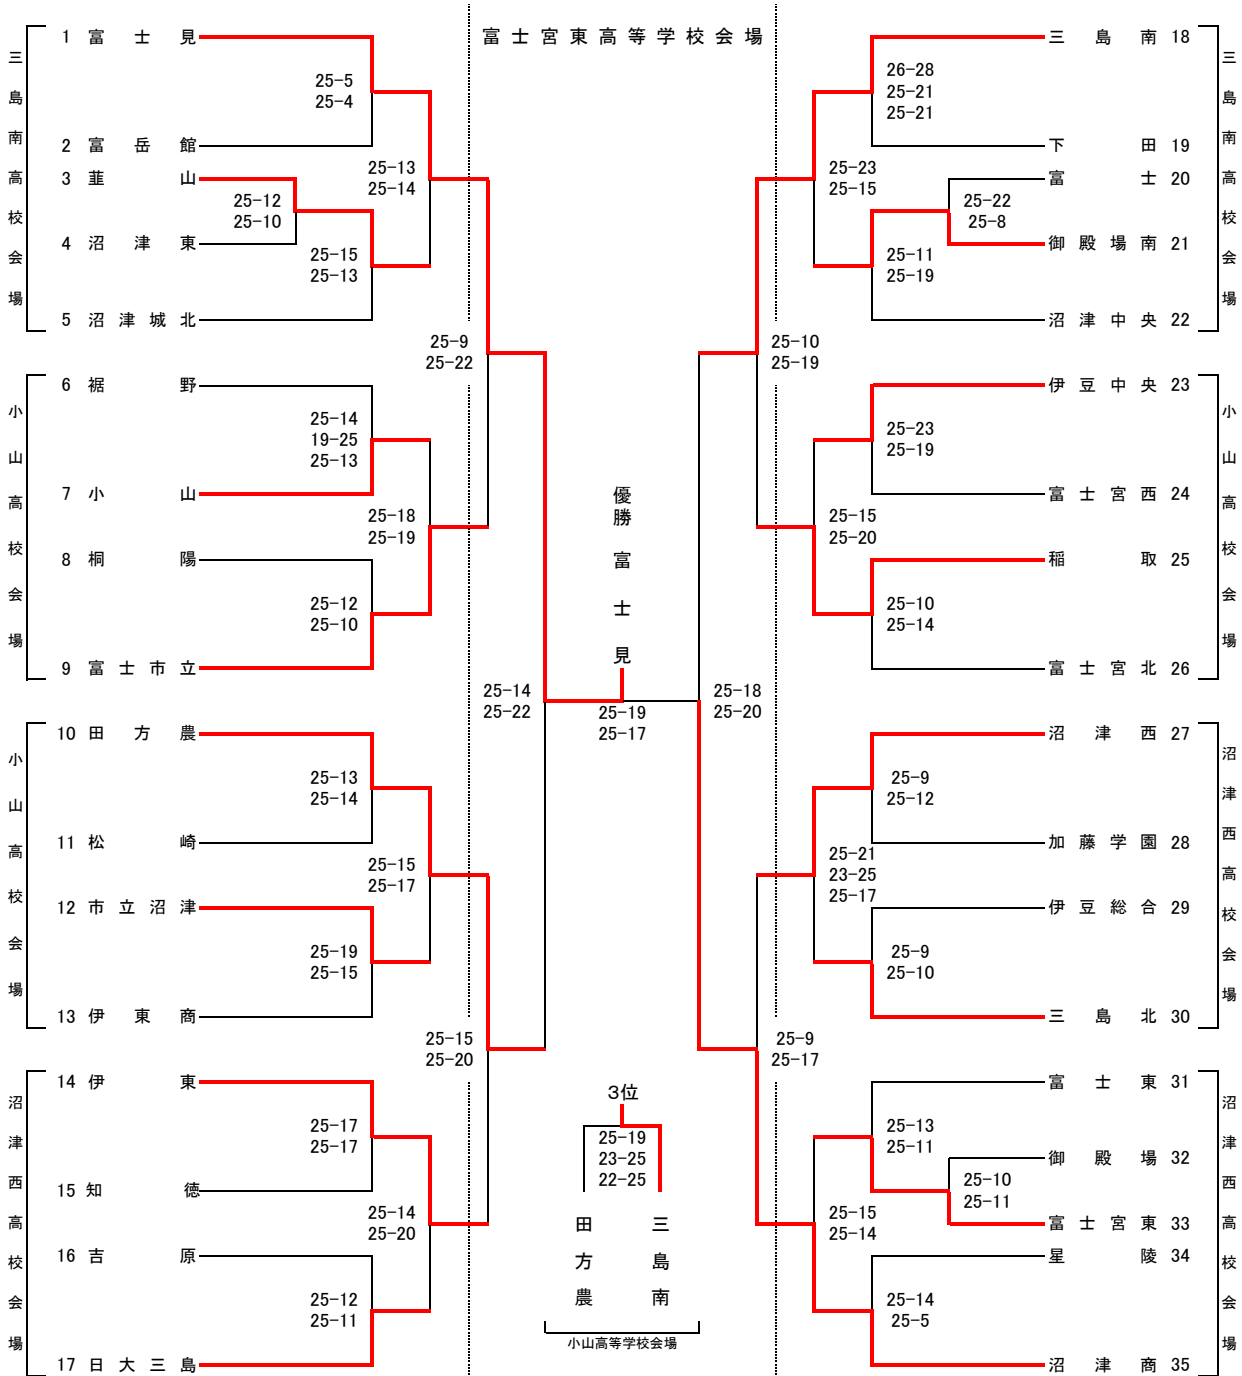 富士宮東高等学校会場
三島南高校会場
1 富士見
25-5
25-4
2 富岳館
25-13
25-14
3 韮山
25-12
25-10
4 沼津東
25-15
25-13
5 沼津城北
25-9
25-22
小山高校会場
6 裾野
25-14
19-25
25-13
7 小山
25-18
25-19
8 桐陽
25-12
25-10
9 富士市立
25-14
25-22
小山高校会場
10 田方農
25-13
25-14
11 松崎
25-15
25-17
12 市立沼津
25-19
25-15
13 伊東商
25-15
25-20
沼津西高校会場
14 伊東
25-17
25-17
15 知徳
25-14
25-20
16 吉原
25-12
25-11
17 日大三島
優勝 富士見
25-19
25-17
3位
25-19
23-25
22-25
田方農
三島南
小山高等学校会場
三島南高校会場
三島南 18
26-28
25-21
25-21
下田 19
25-23
25-15
富士 20
25-22
25-8
御殿場南 21
25-11
25-19
沼津中央 22
25-10
25-19
小山高校会場
伊豆中央 23
25-23
25-19
富士宮西 24
25-15
25-20
稲取 25
25-10
25-14
富士宮北 26
25-18
25-20
沼津西高校会場
沼津西 27
25-9
25-12
加藤学園 28
25-21
23-25
25-17
伊豆総合 29
25-9
25-10
三島北 30
25-9
25-17
沼津西高校会場
富士東 31
25-13
25-11
御殿場 32
25-10
25-11
富士宮東 33
25-15
25-14
星陵 34
25-14
25-5
沼津商 35